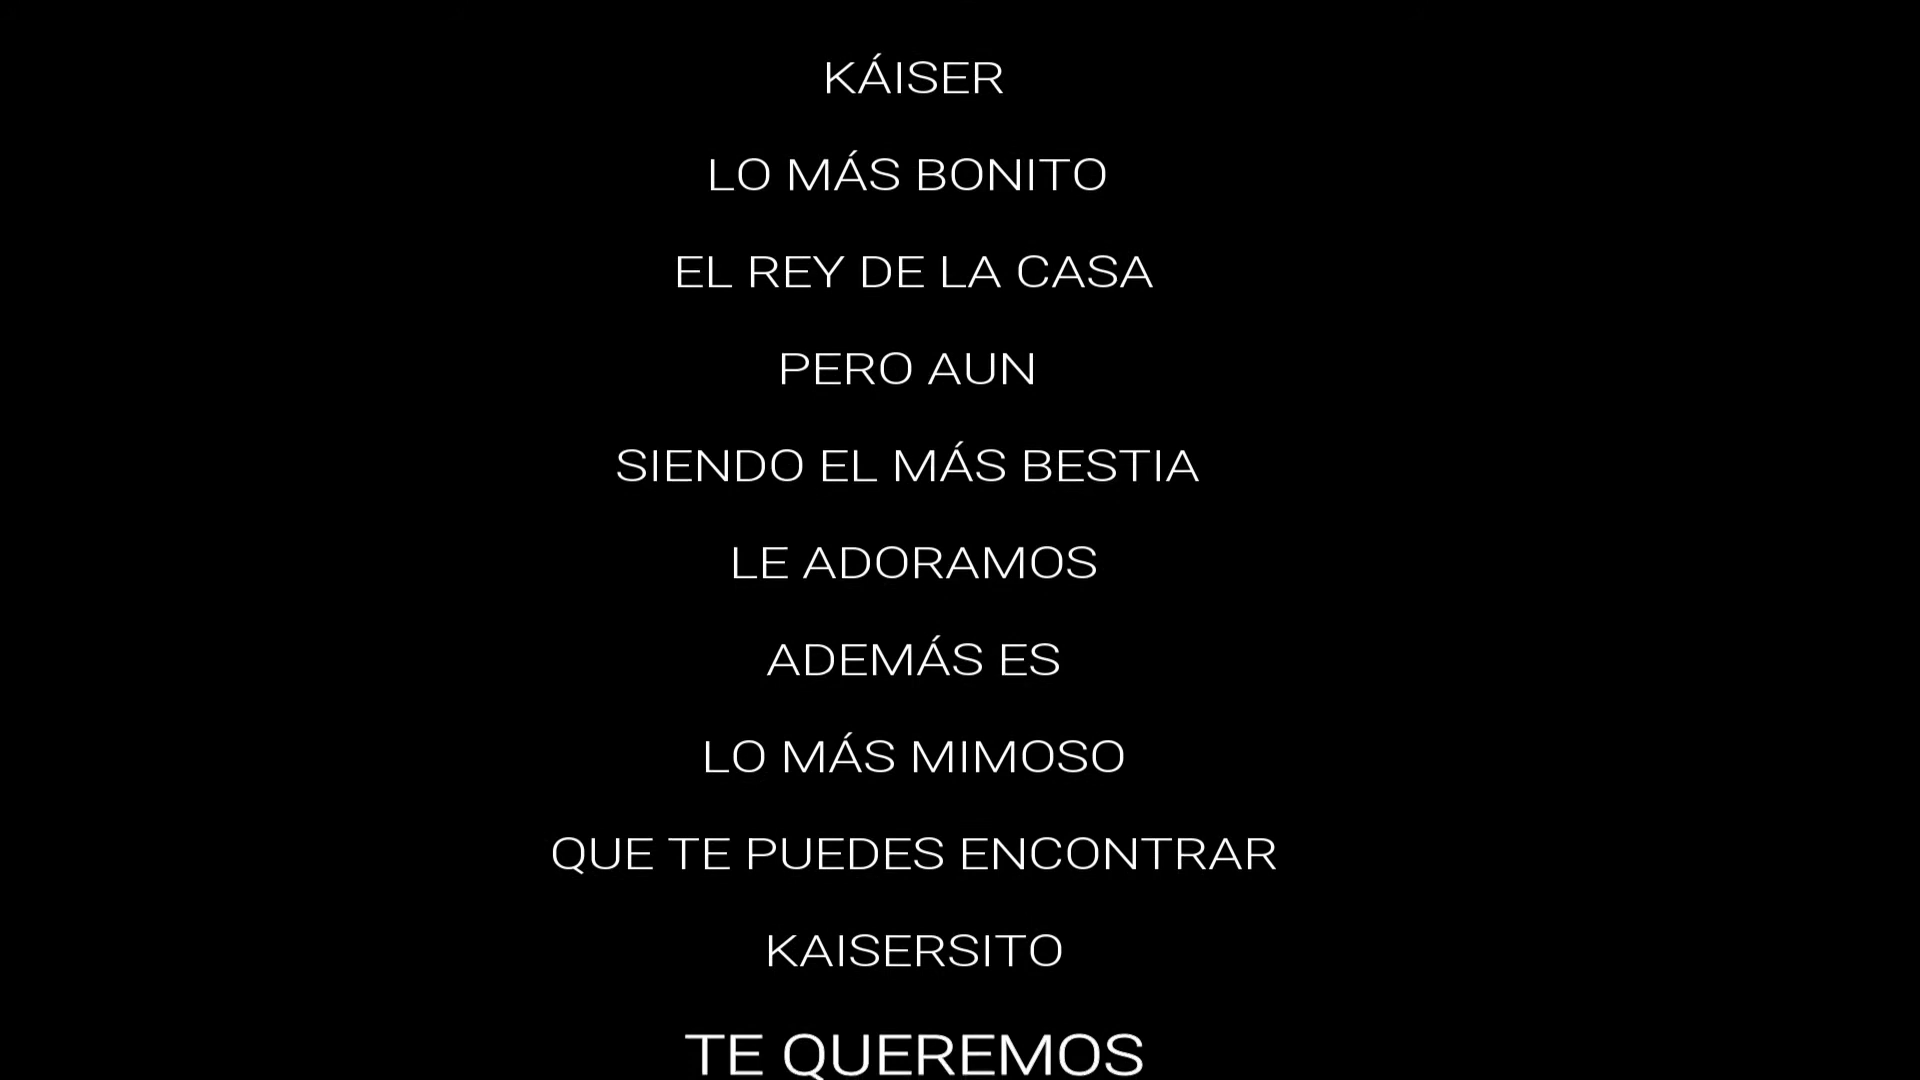 KÁISER
LO MÁS BONITO
EL REY DE LA CASA
PERO AUN
SIENDO EL MÁS BESTIA
LE ADORAMOS
ADEMÁS ES
LO MÁS MIMOSO
QUE TE PUEDES ENCONTRAR
KAISERSITO
TE QUEREMOS